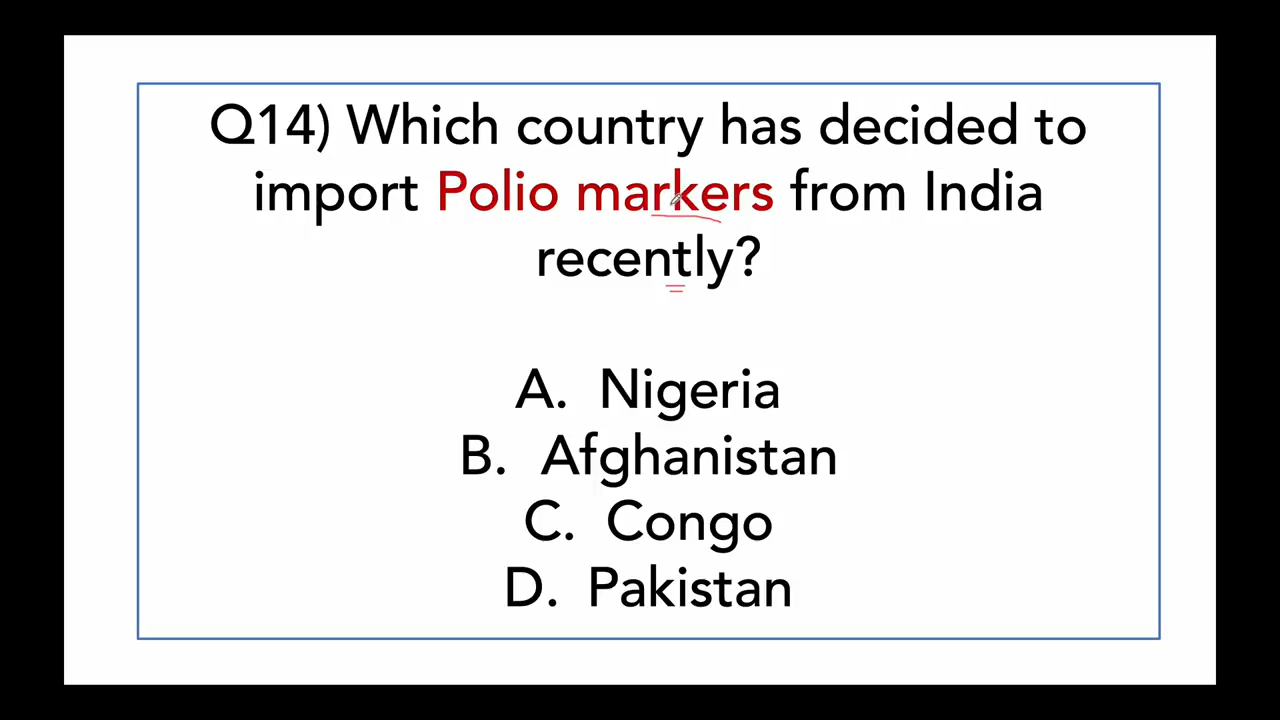 Q14) Which country has decided to
import Polio markers from India
recently?
A. Nigeria
B. Afghanistan
C. Congo
D. Pakistan